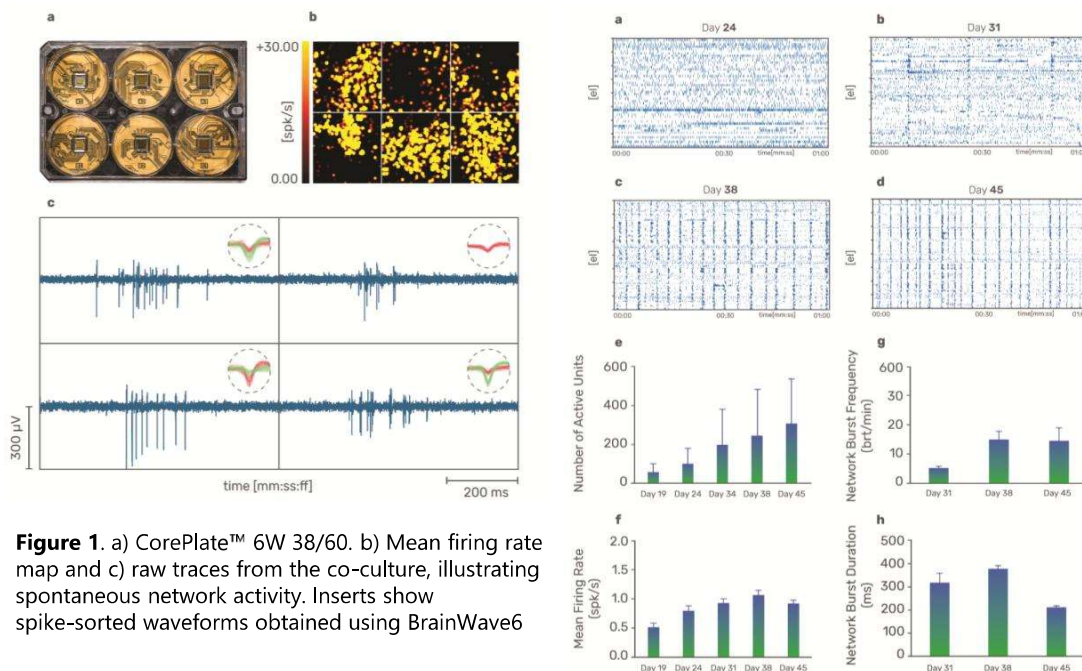 a
b
+30.00
[spk/s]
0.00
c
300 µV
time [mm:ss:ff]
200 ms
Figure 1. a) CorePlate™ 6W 38/60. b) Mean firing rate
map and c) raw traces from the co-culture, illustrating
spontaneous network activity. Inserts show
spike-sorted waveforms obtained using BrainWave6
a
Day 24
[el]
00:00 00:30 time[mm:ss] 01:00
b
Day 31
[el]
00:00 00:30 time[mm:ss] 01:00
c
Day 38
[el]
00:00 00:30 time[mm:ss] 01:00
d
Day 45
[el]
00:00 00:30 time[mm:ss] 01:00
e
Number of Active Units
600
400
200
0
Day 19 Day 24 Day 34 Day 38 Day 45
g
Network Burst Frequency
(brt/min)
600
20
10
0
Day 31 Day 38 Day 45
f
Mean Firing Rate
(spk/s)
2.0
1.5
1.0
0.5
0.0
Day 19 Day 24 Day 31 Day 38 Day 45
h
Network Burst Duration
(ms)
500
400
300
200
100
0
Day 31 Day 38 Day 45